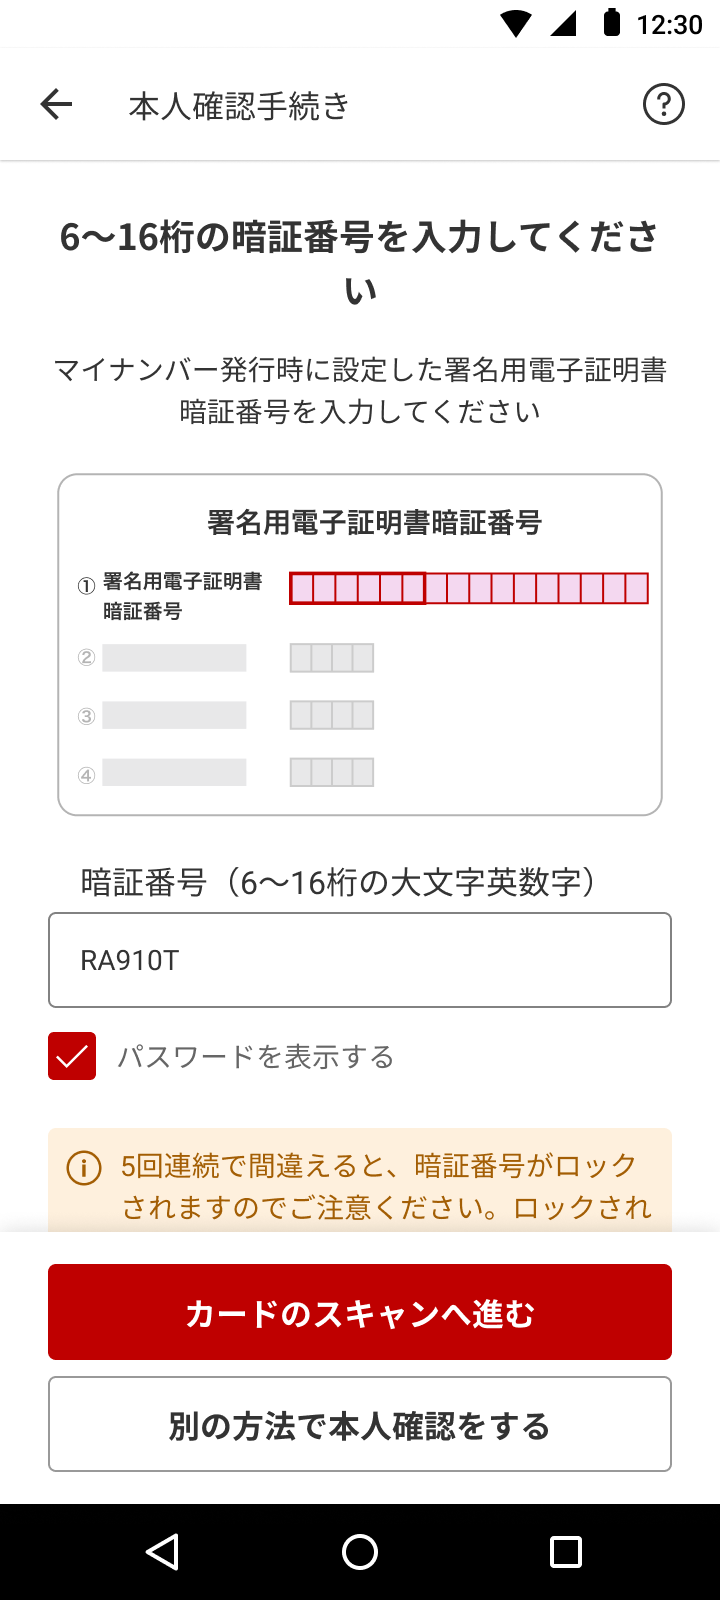 12:30
本人確認手続き
6〜16桁の暗証番号を入力してくださ
い
マイナンバー発行時に設定した署名用電子証明書
暗証番号を入力してください
署名用電子証明書暗証番号
① 署名用電子証明書
暗証番号
②
③
④
暗証番号（6〜16桁の大文字英数字）
RA910T
パスワードを表示する
5回連続で間違えると、暗証番号がロック
されますのでご注意ください。ロックされ
カードのスキャンへ進む
別の方法で本人確認をする